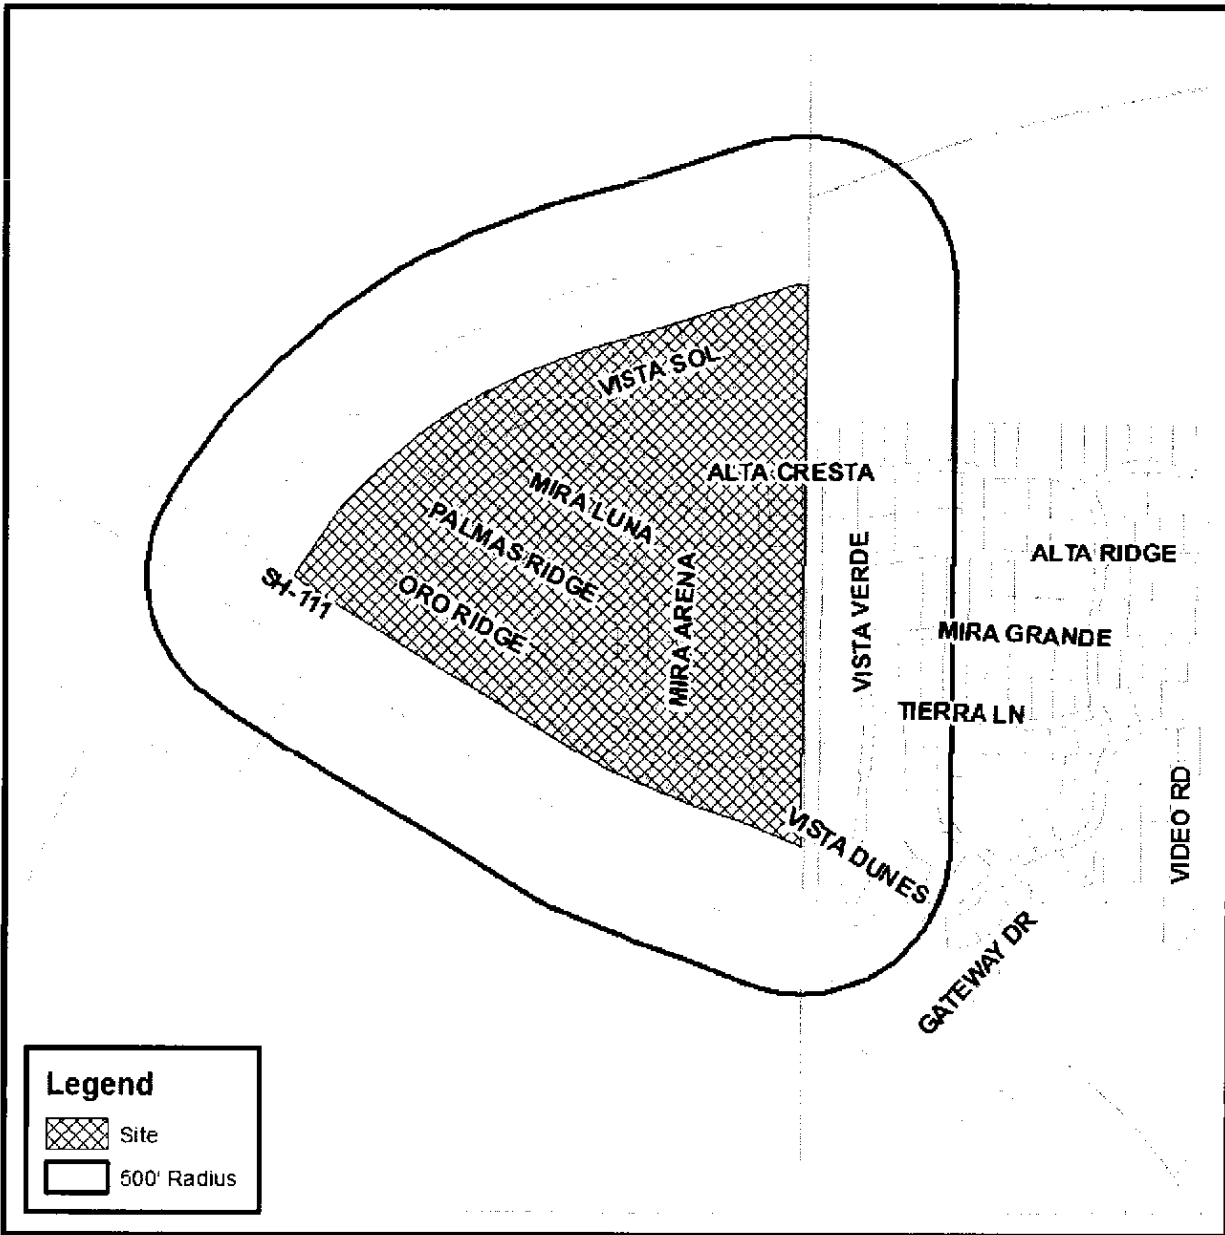 VISTA SOL
ALTA CRESTA
MIRA LUNA
PALMAS RIDGE
ALTA RIDGE
SH-111
ORO RIDGE
MIRA ARENA
VISTA VERDE
MIRA GRANDE
TIERRA LN
VISTA DUNES
VIDEO RD
GATEWAY DR
Legend
Site
500' Radius